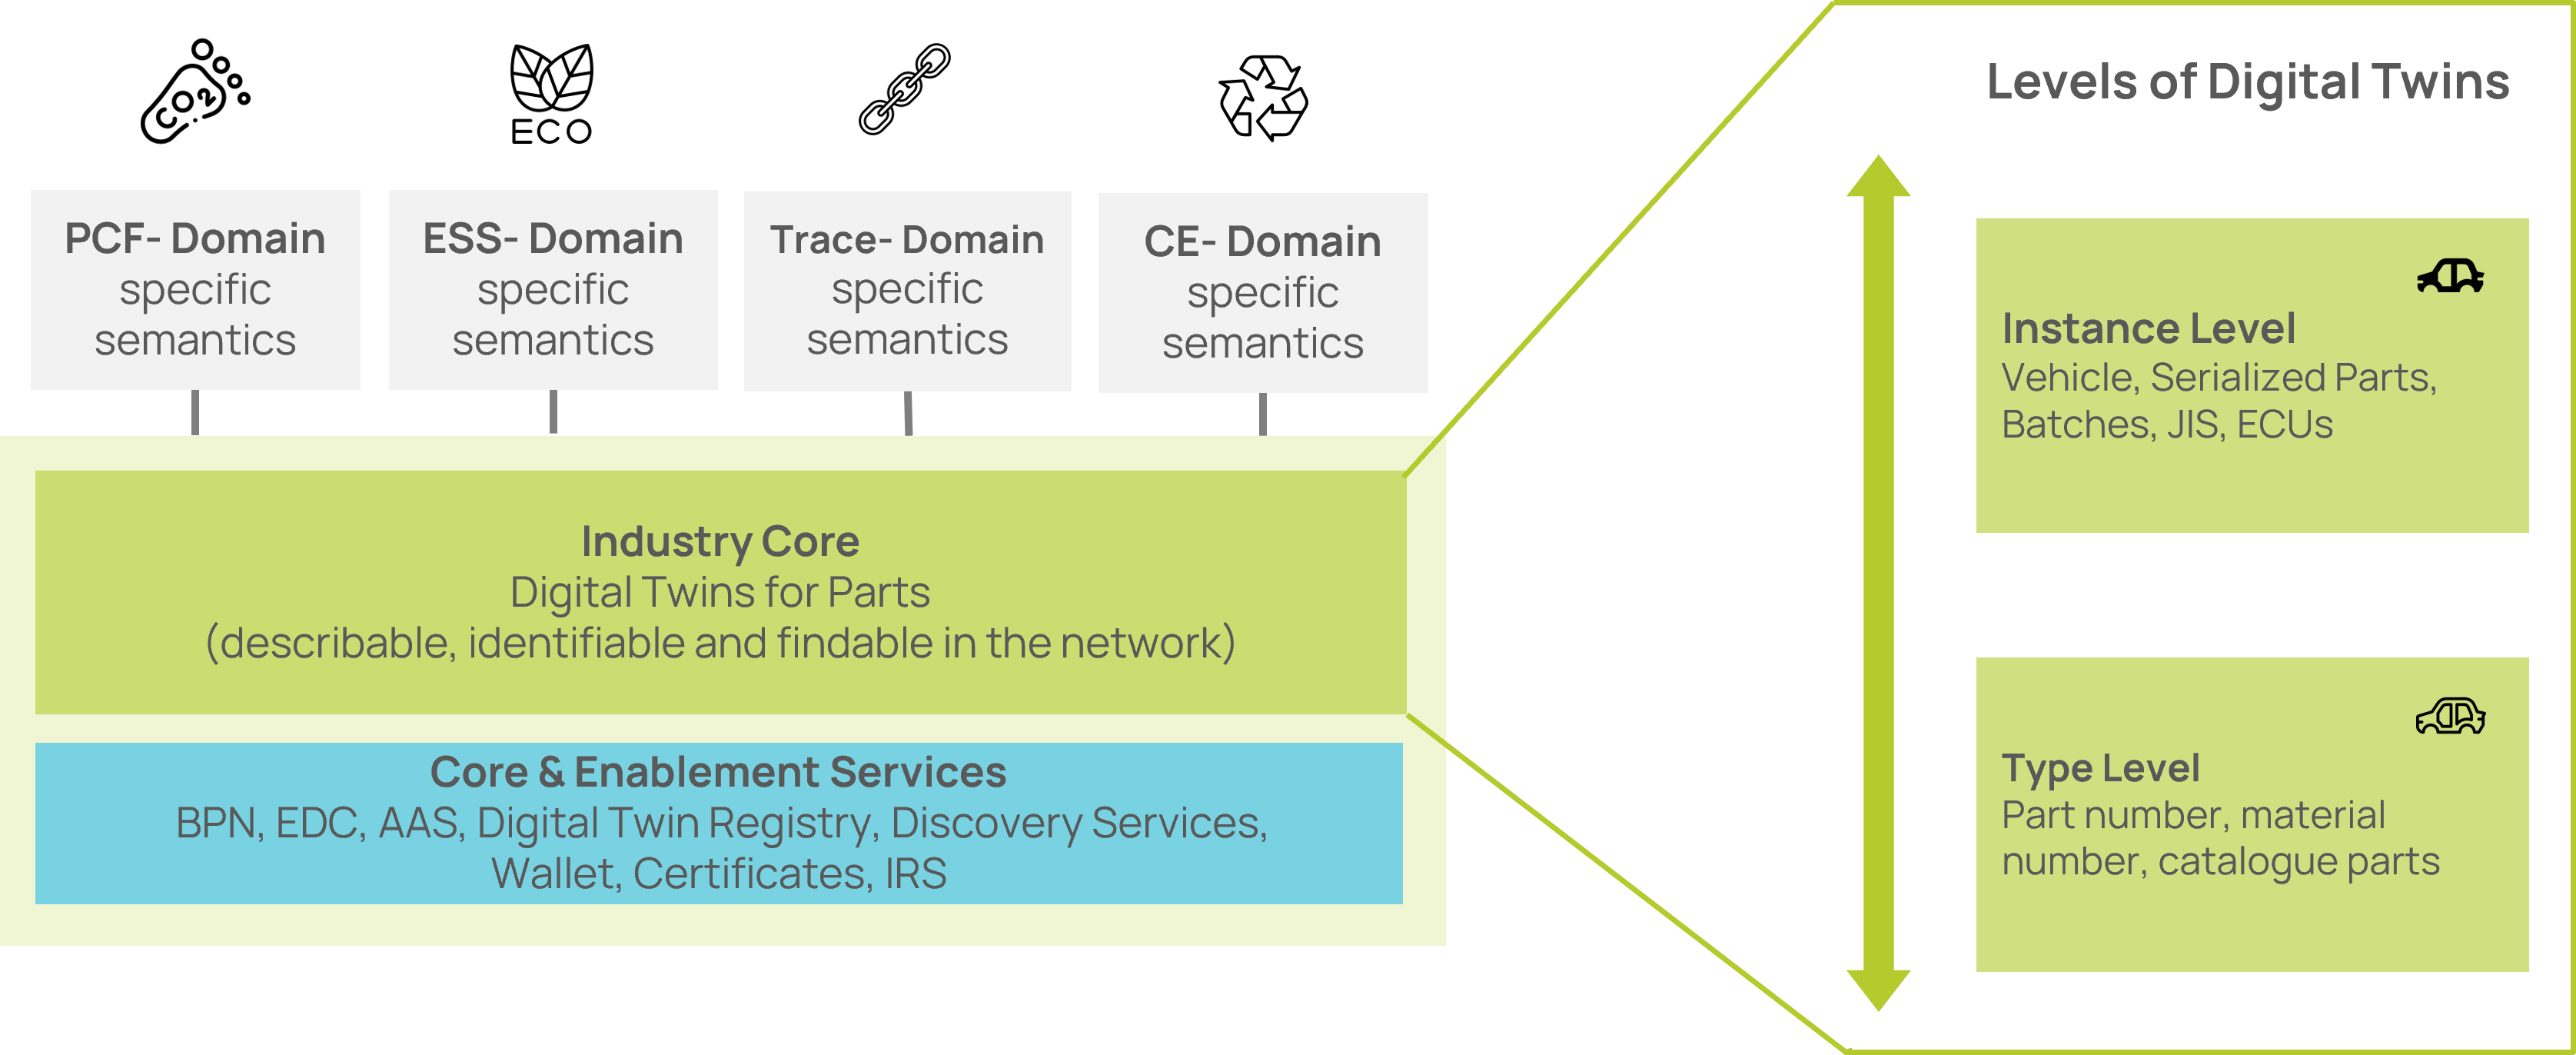 CO2
ECO
PCF- Domain
specific
semantics
ESS- Domain
specific
semantics
Trace- Domain
specific
semantics
CE- Domain
specific
semantics
Industry Core
Digital Twins for Parts
(describable, identifiable and findable in the network)
Core & Enablement Services
BPN, EDC, AAS, Digital Twin Registry, Discovery Services,
Wallet, Certificates, IRS
Levels of Digital Twins
Instance Level
Vehicle, Serialized Parts,
Batches, JIS, ECUs
Type Level
Part number, material
number, catalogue parts